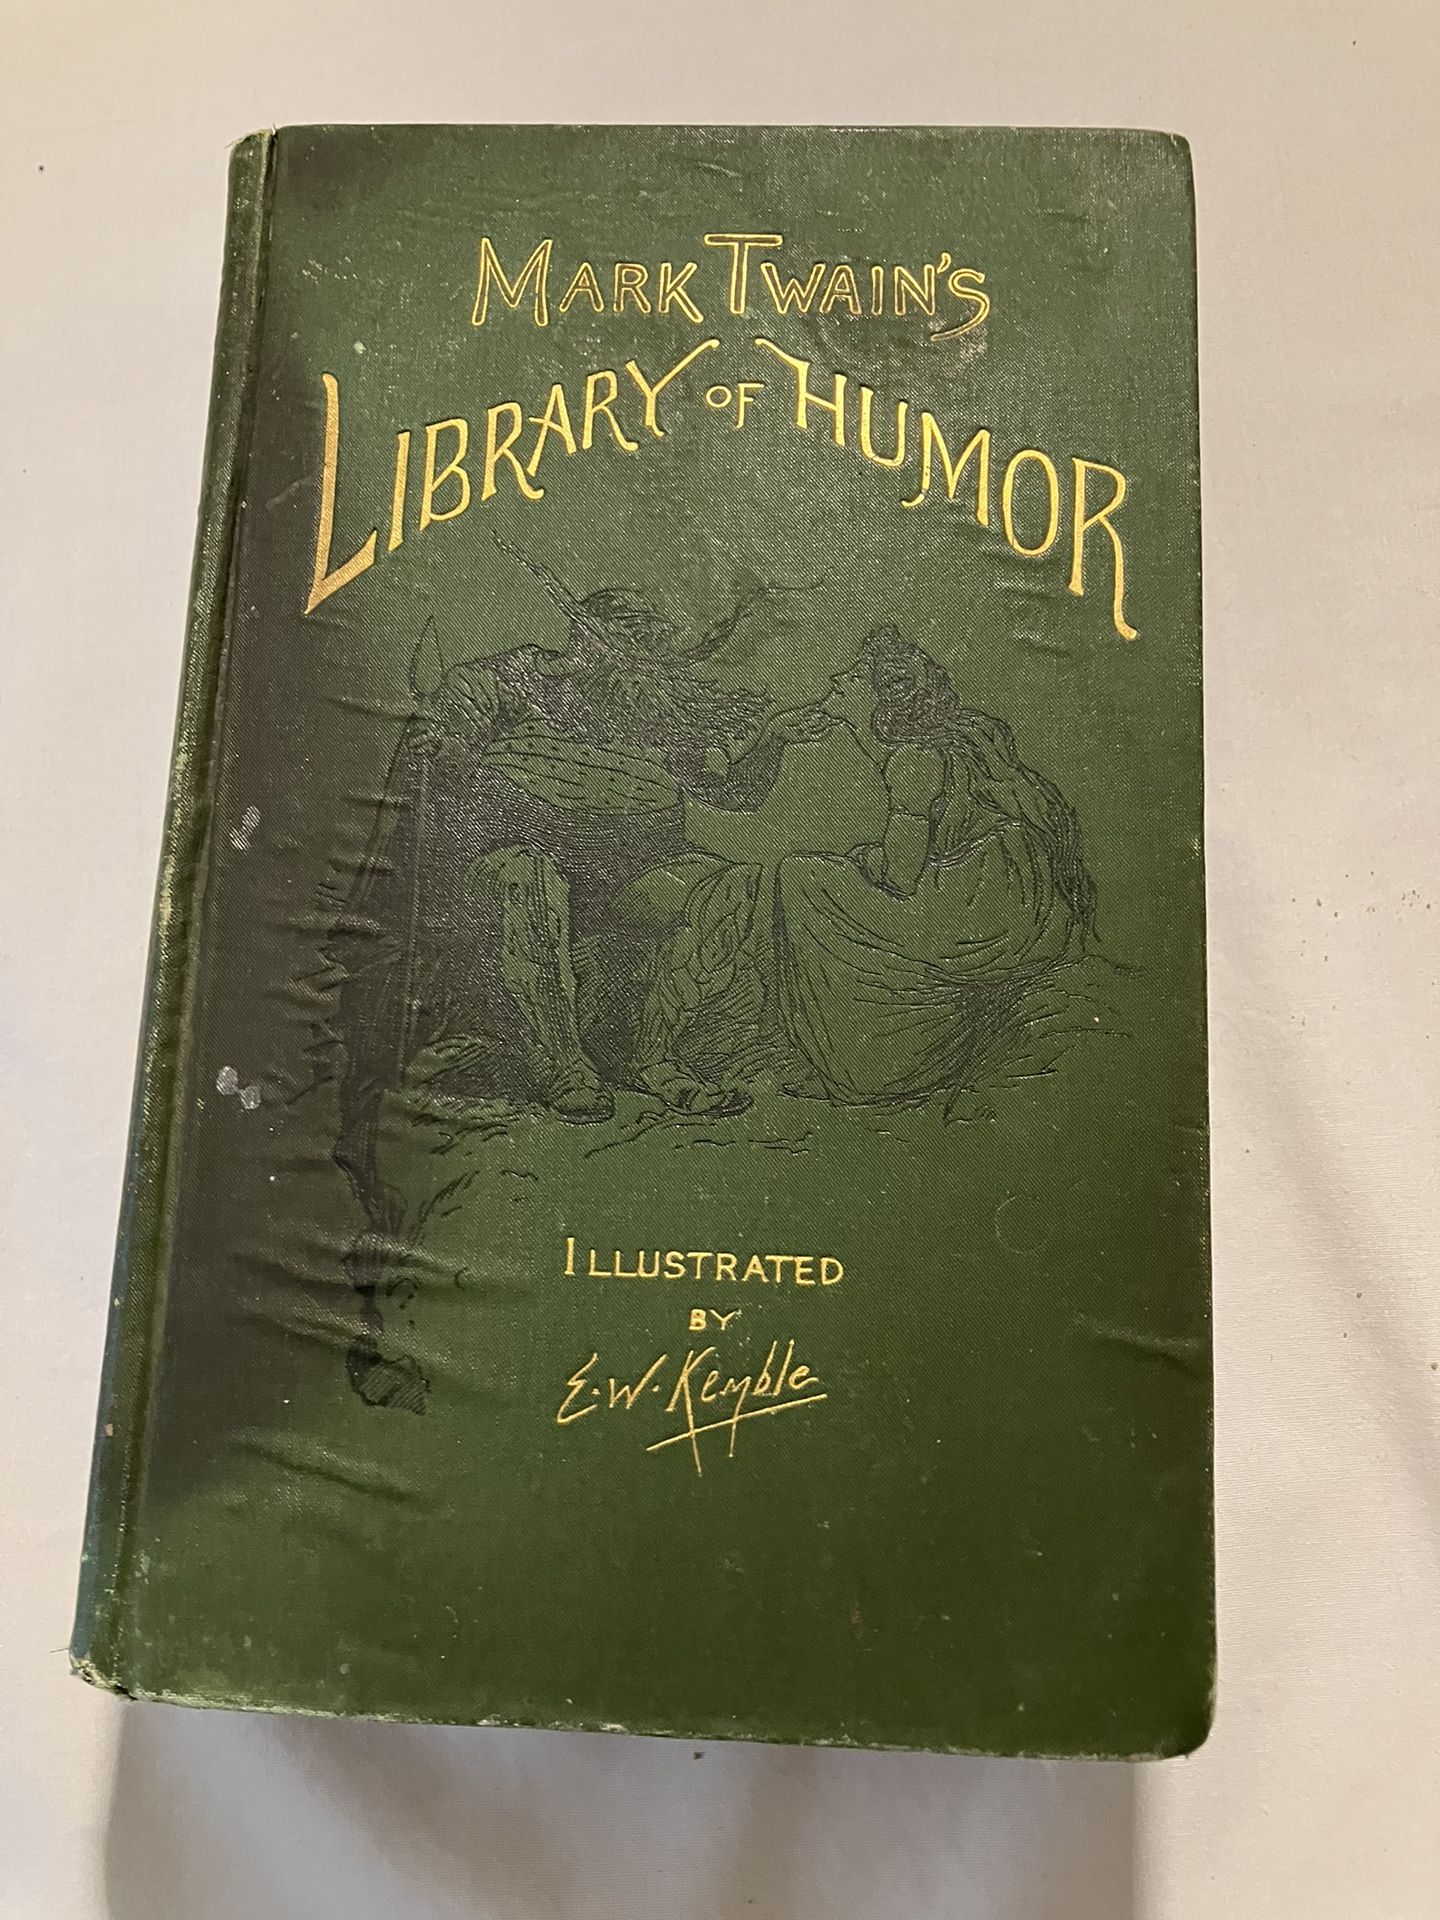 MARK TWAIN'S
LIBRARY OF HUMOR
ILLUSTRATED
BY
E. W. Kemble